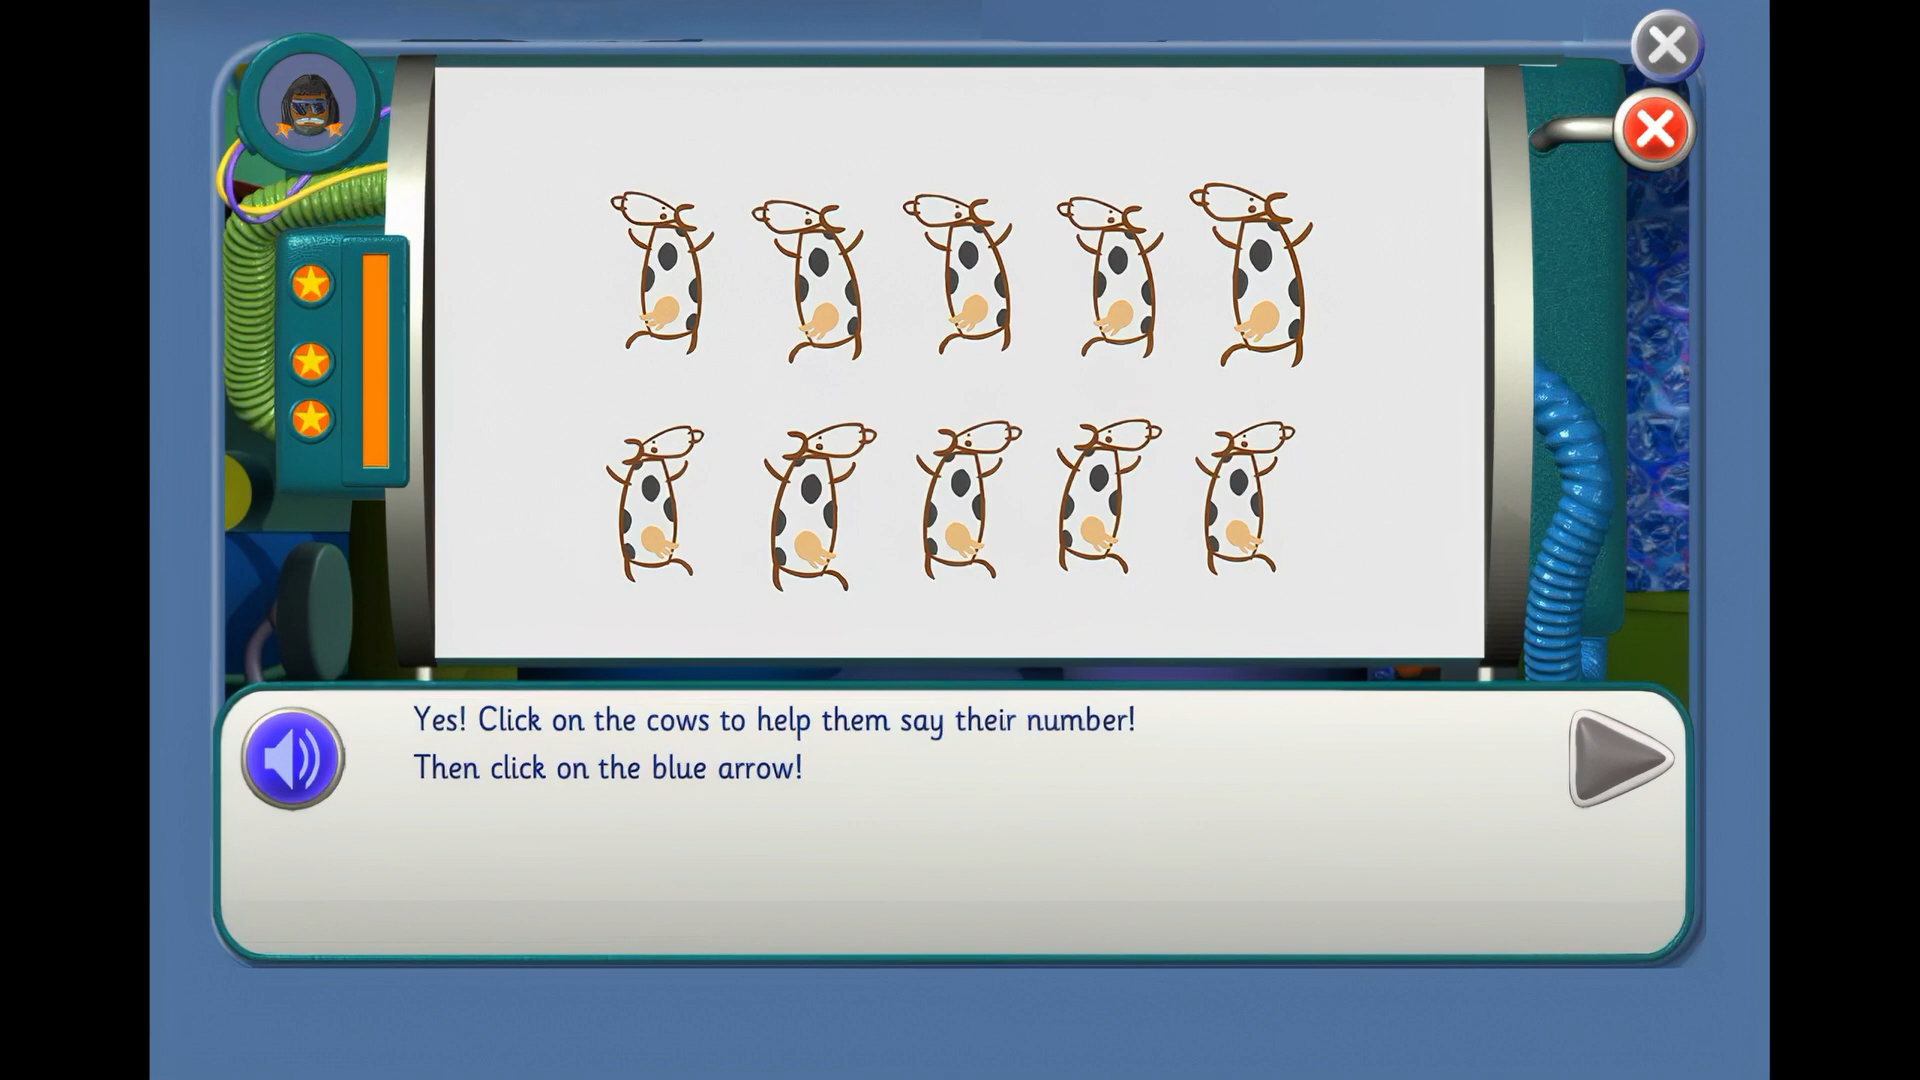 Yes! Click on the cows to help them say their number!
Then click on the blue arrow!